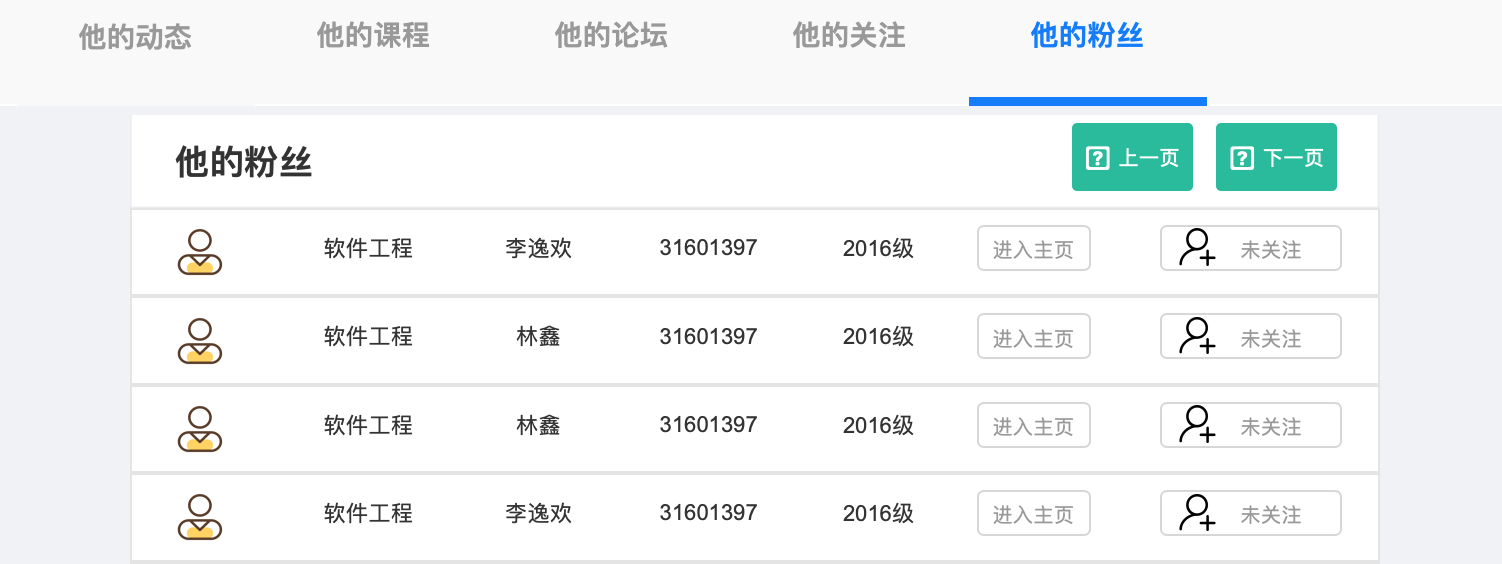 他的动态 他的课程 他的论坛 他的关注 他的粉丝
他的粉丝 上一页 下一页
软件工程 李逸欢 31601397 2016级 进入主页 未关注
软件工程 林鑫 31601397 2016级 进入主页 未关注
软件工程 林鑫 31601397 2016级 进入主页 未关注
软件工程 李逸欢 31601397 2016级 进入主页 未关注